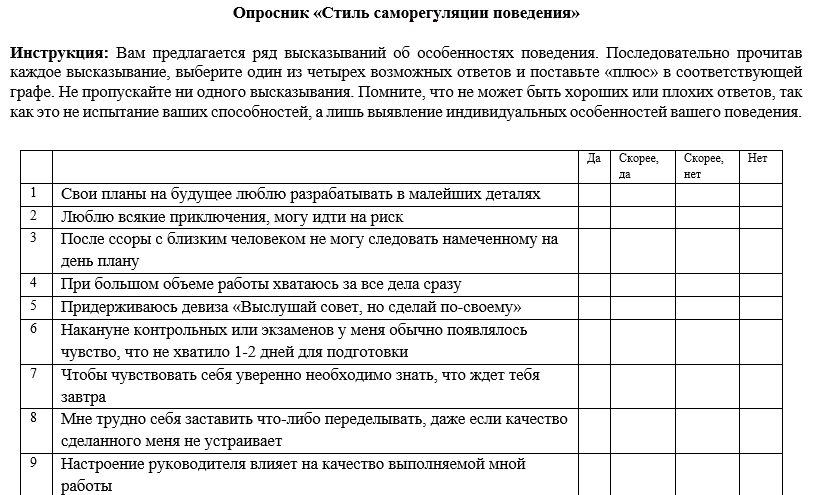 Опросник «Стиль саморегуляции поведения»
Инструкция: Вам предлагается ряд высказываний об особенностях поведения. Последовательно прочитав
каждое высказывание, выберите один из четырех возможных ответов и поставьте «плюс» в соответствующей
графе. Не пропускайте ни одного высказывания. Помните, что не может быть хороших или плохих ответов, так
как это не испытание ваших способностей, а лишь выявление индивидуальных особенностей вашего поведения.
Да Скорее, Скорее, Нет
да нет
1 Свои планы на будущее люблю разрабатывать в малейших деталях
2 Люблю всякие приключения, могу идти на риск
3 После ссоры с близким человеком не могу следовать намеченному на
день плану
4 При большом объеме работы хватаюсь за все дела сразу
5 Придерживаюсь девиза «Выслушай совет, но сделай по-своему»
6 Накануне контрольных или экзаменов у меня обычно появлялось
чувство, что не хватило 1-2 дней для подготовки
7 Чтобы чувствовать себя уверенно необходимо знать, что ждет тебя
завтра
8 Мне трудно себя заставить что-либо переделывать, даже если качество
сделанного меня не устраивает
9 Настроение руководителя влияет на качество выполняемой мной
работы